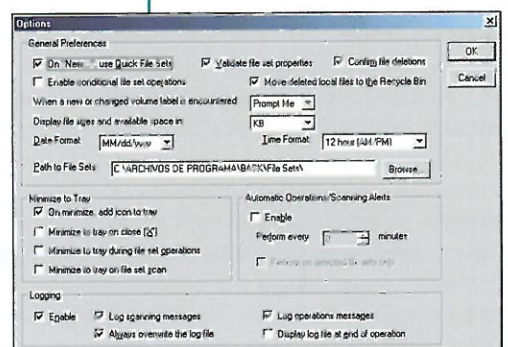 Options
General Preferences
On "New..." use Quick File Sets
Validate file set properties
Confirm file deletions
OK
Enable conditional file set operations
Move deleted local files to the Recycle Bin
Cancel
When a new or changed volume label is encountered
Prompt Me
Display file sizes and available space in:
KB
Date Format:
MM/dd/yyyy
Time Format:
12 hour (AM/PM)
Path to File Sets:
C:\ARCHIVOS DE PROGRAMA\BASK\File Sets\
Browse...
Minimize to Tray
On minimize, add icon to tray
Minimize to tray on close [X]
Minimize to tray during file set operations
Minimize to tray on file set scan
Automatic Operations/Scanning Alerts
Enable
Perform every
minutes
Logging
Enable
Log scanning messages
Log operations messages
Always overwrite the log file
Display log file at end of operation